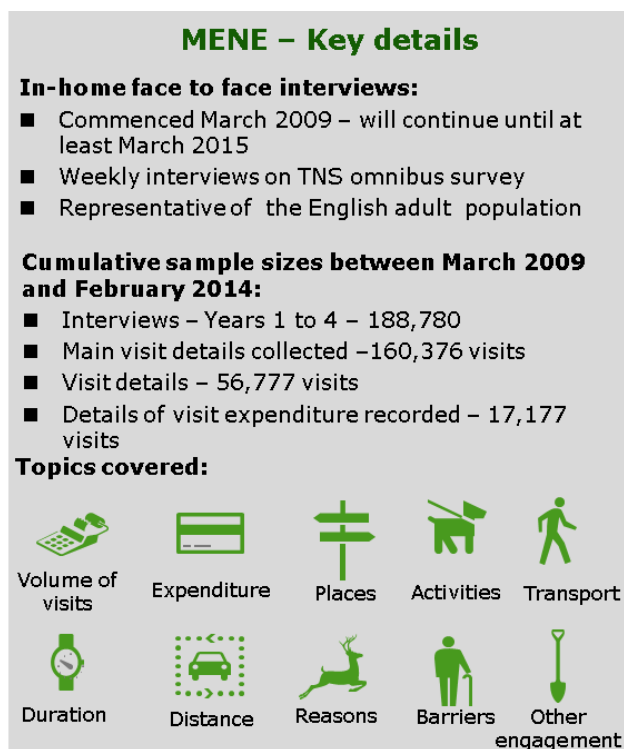 MENE – Key details
In-home face to face interviews:
■ Commenced March 2009 – will continue until at
least March 2015
■ Weekly interviews on TNS omnibus survey
■ Representative of the English adult population
Cumulative sample sizes between March 2009
and February 2014:
■ Interviews – Years 1 to 4 – 188,780
■ Main visit details collected –160,376 visits
■ Visit details – 56,777 visits
■ Details of visit expenditure recorded – 17,177
visits
Topics covered:
Volume of
visits
Expenditure
Places
Activities
Transport
Duration
Distance
Reasons
Barriers
Other
engagement